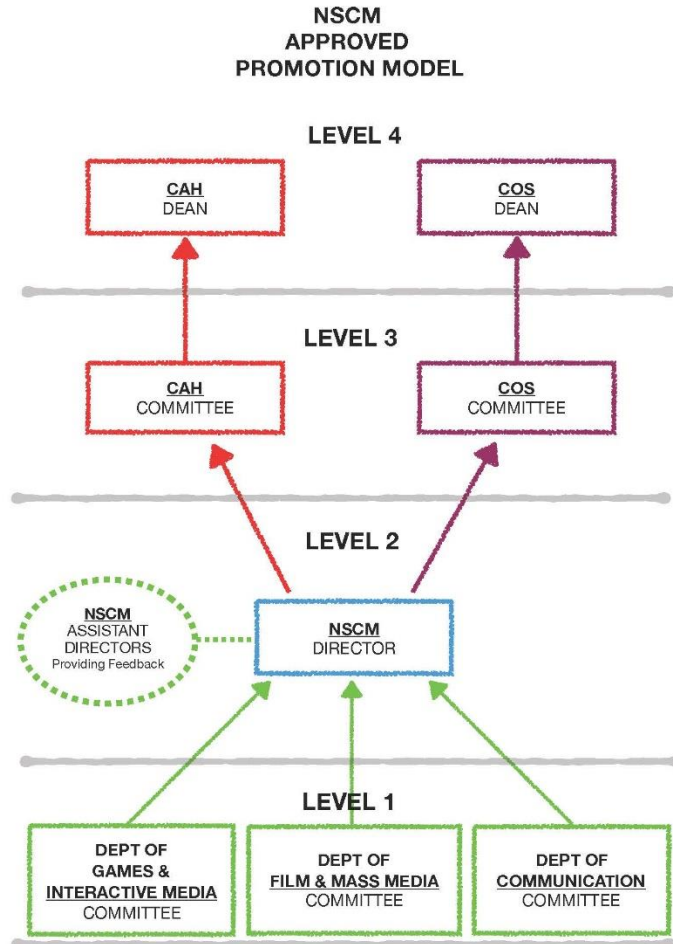 NSCM
APPROVED
PROMOTION MODEL
LEVEL 4
CAH
DEAN
COS
DEAN
LEVEL 3
CAH
COMMITTEE
COS
COMMITTEE
LEVEL 2
NSCM
ASSISTANT
DIRECTORS
Providing Feedback
NSCM
DIRECTOR
LEVEL 1
DEPT OF
GAMES &
INTERACTIVE MEDIA
COMMITTEE
DEPT OF
FILM & MASS MEDIA
COMMITTEE
DEPT OF
COMMUNICATION
COMMITTEE